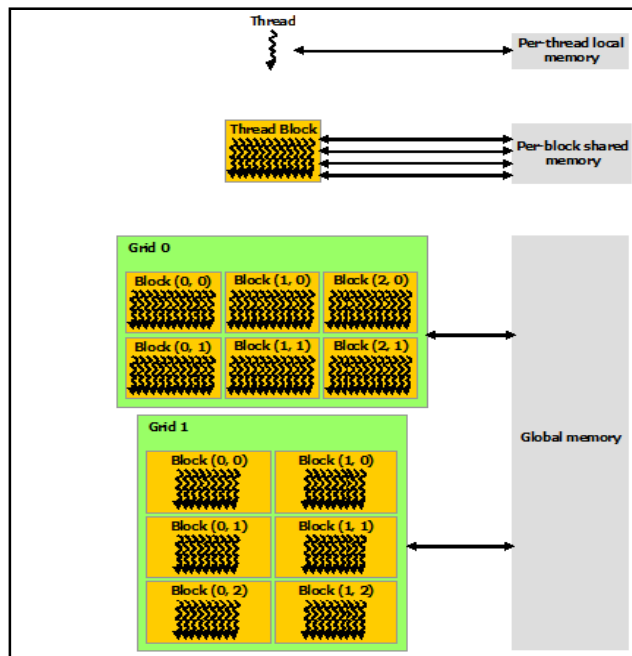 Thread
Per-thread local
memory
Thread Block
Per-block shared
memory
Grid 0
Block (0, 0) Block (1, 0) Block (2, 0)
Block (0, 1) Block (1, 1) Block (2, 1)
Grid 1
Block (0, 0) Block (1, 0)
Global memory
Block (0, 1) Block (1, 1)
Block (0, 2) Block (1, 2)